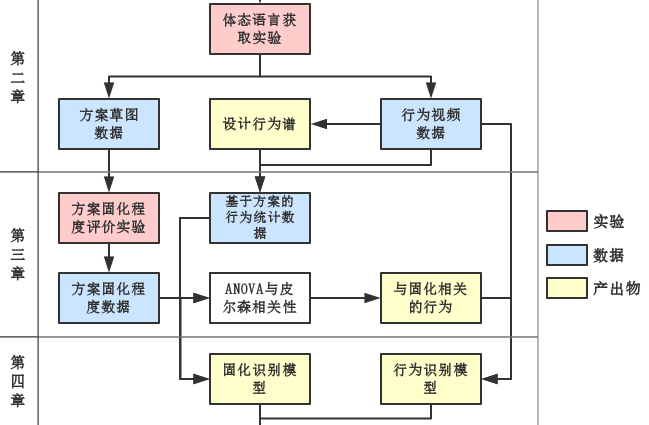 体态语言获
取实验
第
二
章
方案草图
数据
设计行为谱
行为视频
数据
第
三
章
方案固化程
度评价实验
基于方案的
行为统计数
据
方案固化程
度数据
ANOVA与皮
尔森相关性
与固化相关
的行为
第
四
章
固化识别模
型
行为识别模
型
实验
数据
产出物